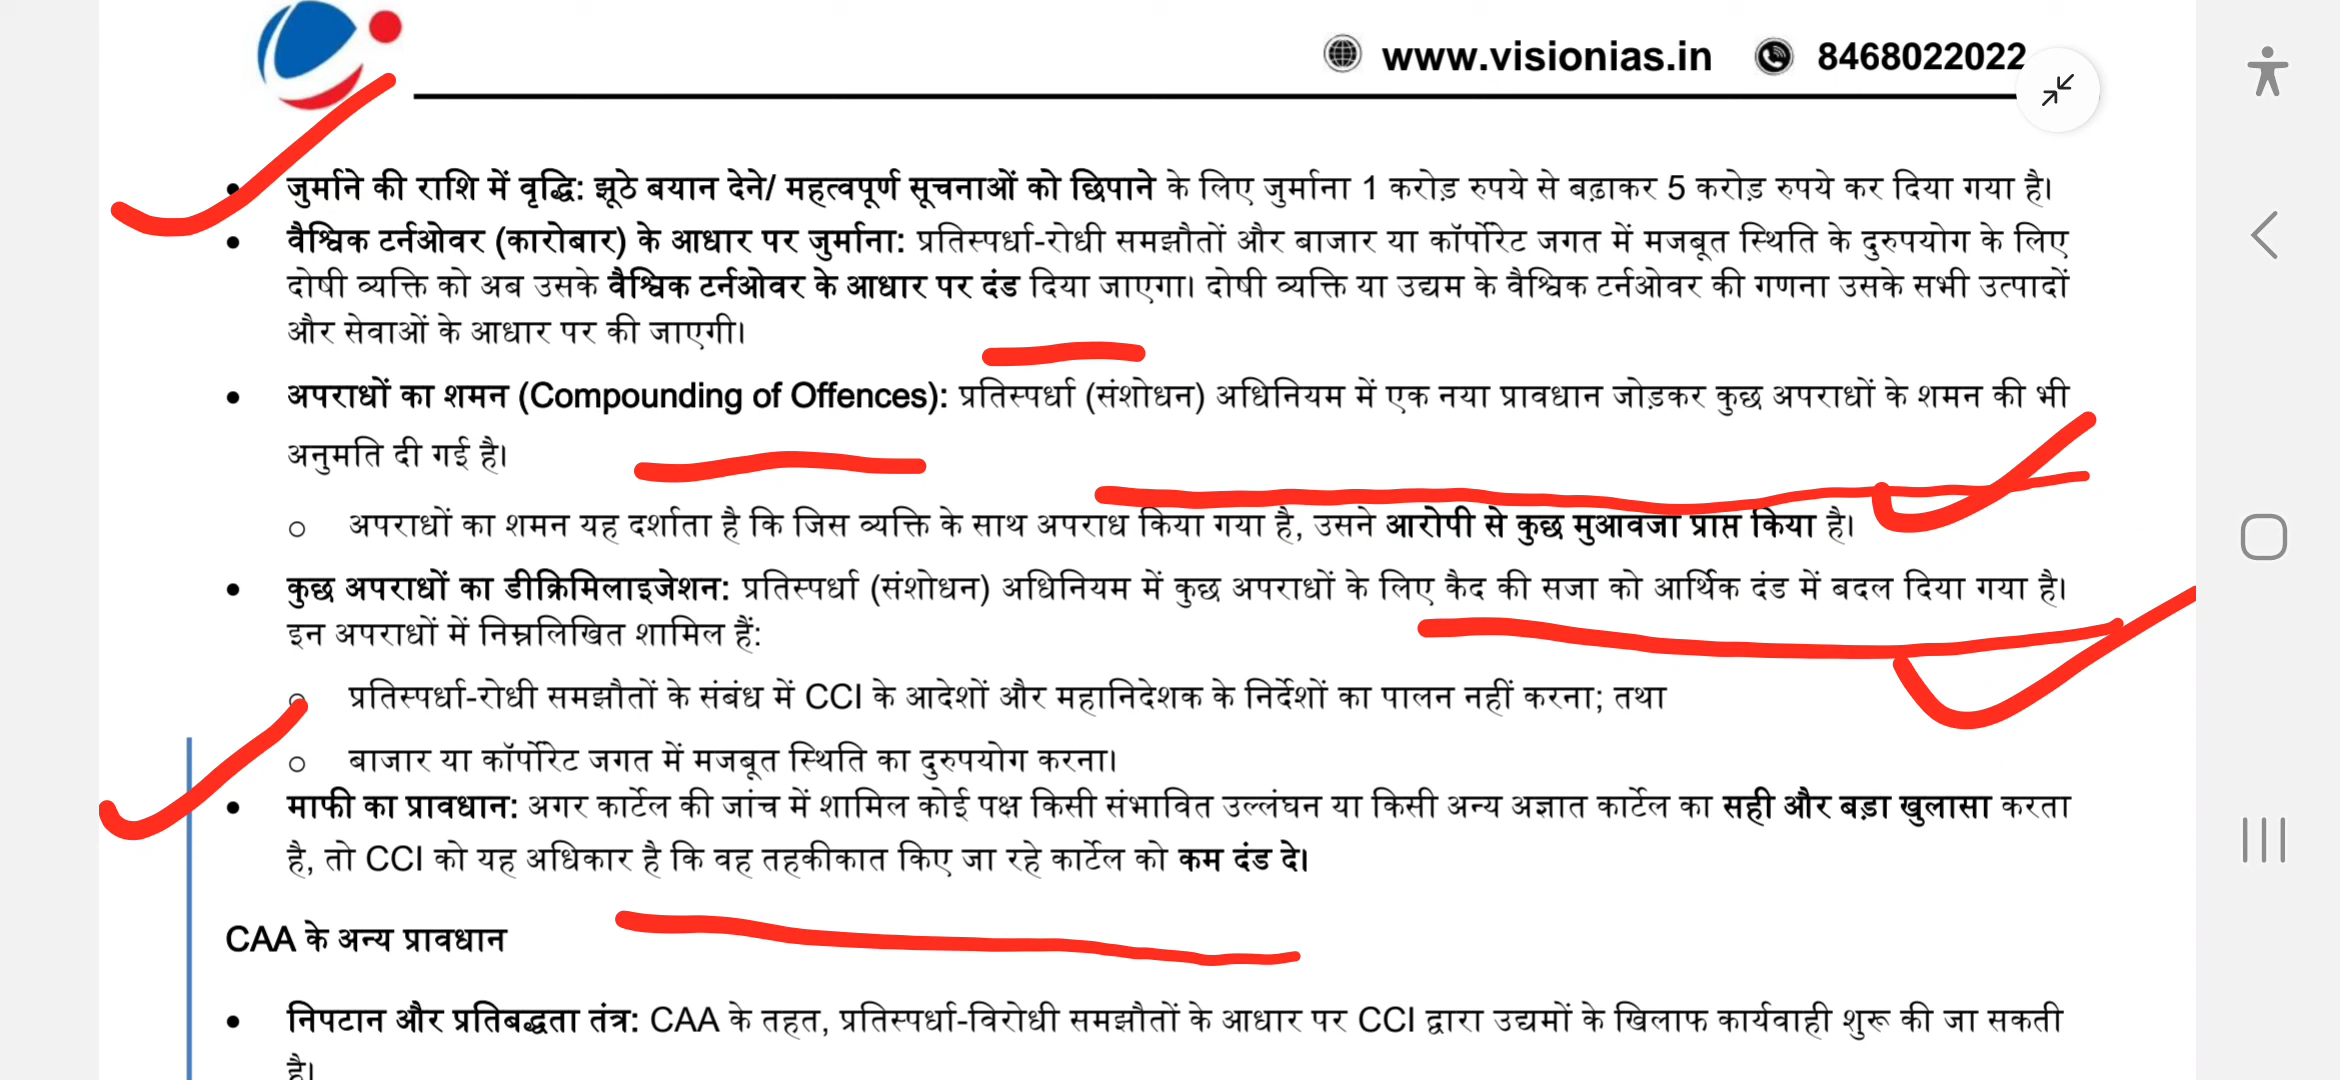 www.visionias.in 8468022022
• जुर्माने की राशि में वृद्धि: झूठे बयान देने/ महत्वपूर्ण सूचनाओं को छिपाने के लिए जुर्माना 1 करोड़ रुपये से बढ़ाकर 5 करोड़ रुपये कर दिया गया है।
• वैश्विक टर्नओवर (कारोबार) के आधार पर जुर्माना: प्रतिस्पर्धा-रोधी समझौतों और बाजार या कॉर्पोरेट जगत में मजबूत स्थिति के दुरुपयोग के लिए
दोषी व्यक्ति को अब उसके वैश्विक टर्नओवर के आधार पर दंड दिया जाएगा। दोषी व्यक्ति या उद्यम के वैश्विक टर्नओवर की गणना उसके सभी उत्पादों
और सेवाओं के आधार पर की जाएगी।
• अपराधों का शमन (Compounding of Offences): प्रतिस्पर्धा (संशोधन) अधिनियम में एक नया प्रावधान जोड़कर कुछ अपराधों के शमन की भी
अनुमति दी गई है।
o अपराधों का शमन यह दर्शाता है कि जिस व्यक्ति के साथ अपराध किया गया है, उसने आरोपी से कुछ मुआवजा प्राप्त किया है।
• कुछ अपराधों का डीक्रिमिलाइजेशन: प्रतिस्पर्धा (संशोधन) अधिनियम में कुछ अपराधों के लिए कैद की सजा को आर्थिक दंड में बदल दिया गया है।
इन अपराधों में निम्नलिखित शामिल हैं:
o प्रतिस्पर्धा-रोधी समझौतों के संबंध में CCI के आदेशों और महानिदेशक के निर्देशों का पालन नहीं करना; तथा
o बाजार या कॉर्पोरेट जगत में मजबूत स्थिति का दुरुपयोग करना।
• माफी का प्रावधान: अगर कार्टेल की जांच में शामिल कोई पक्ष किसी संभावित उल्लंघन या किसी अन्य अज्ञात कार्टेल का सही और बड़ा खुलासा करता
है, तो CCI को यह अधिकार है कि वह तहकीकात किए जा रहे कार्टेल को कम दंड दे।
CAA के अन्य प्रावधान
• निपटान और प्रतिबद्धता तंत्र: CAA के तहत, प्रतिस्पर्धा-विरोधी समझौतों के आधार पर CCI द्वारा उद्यमों के खिलाफ कार्यवाही शुरू की जा सकती
है।